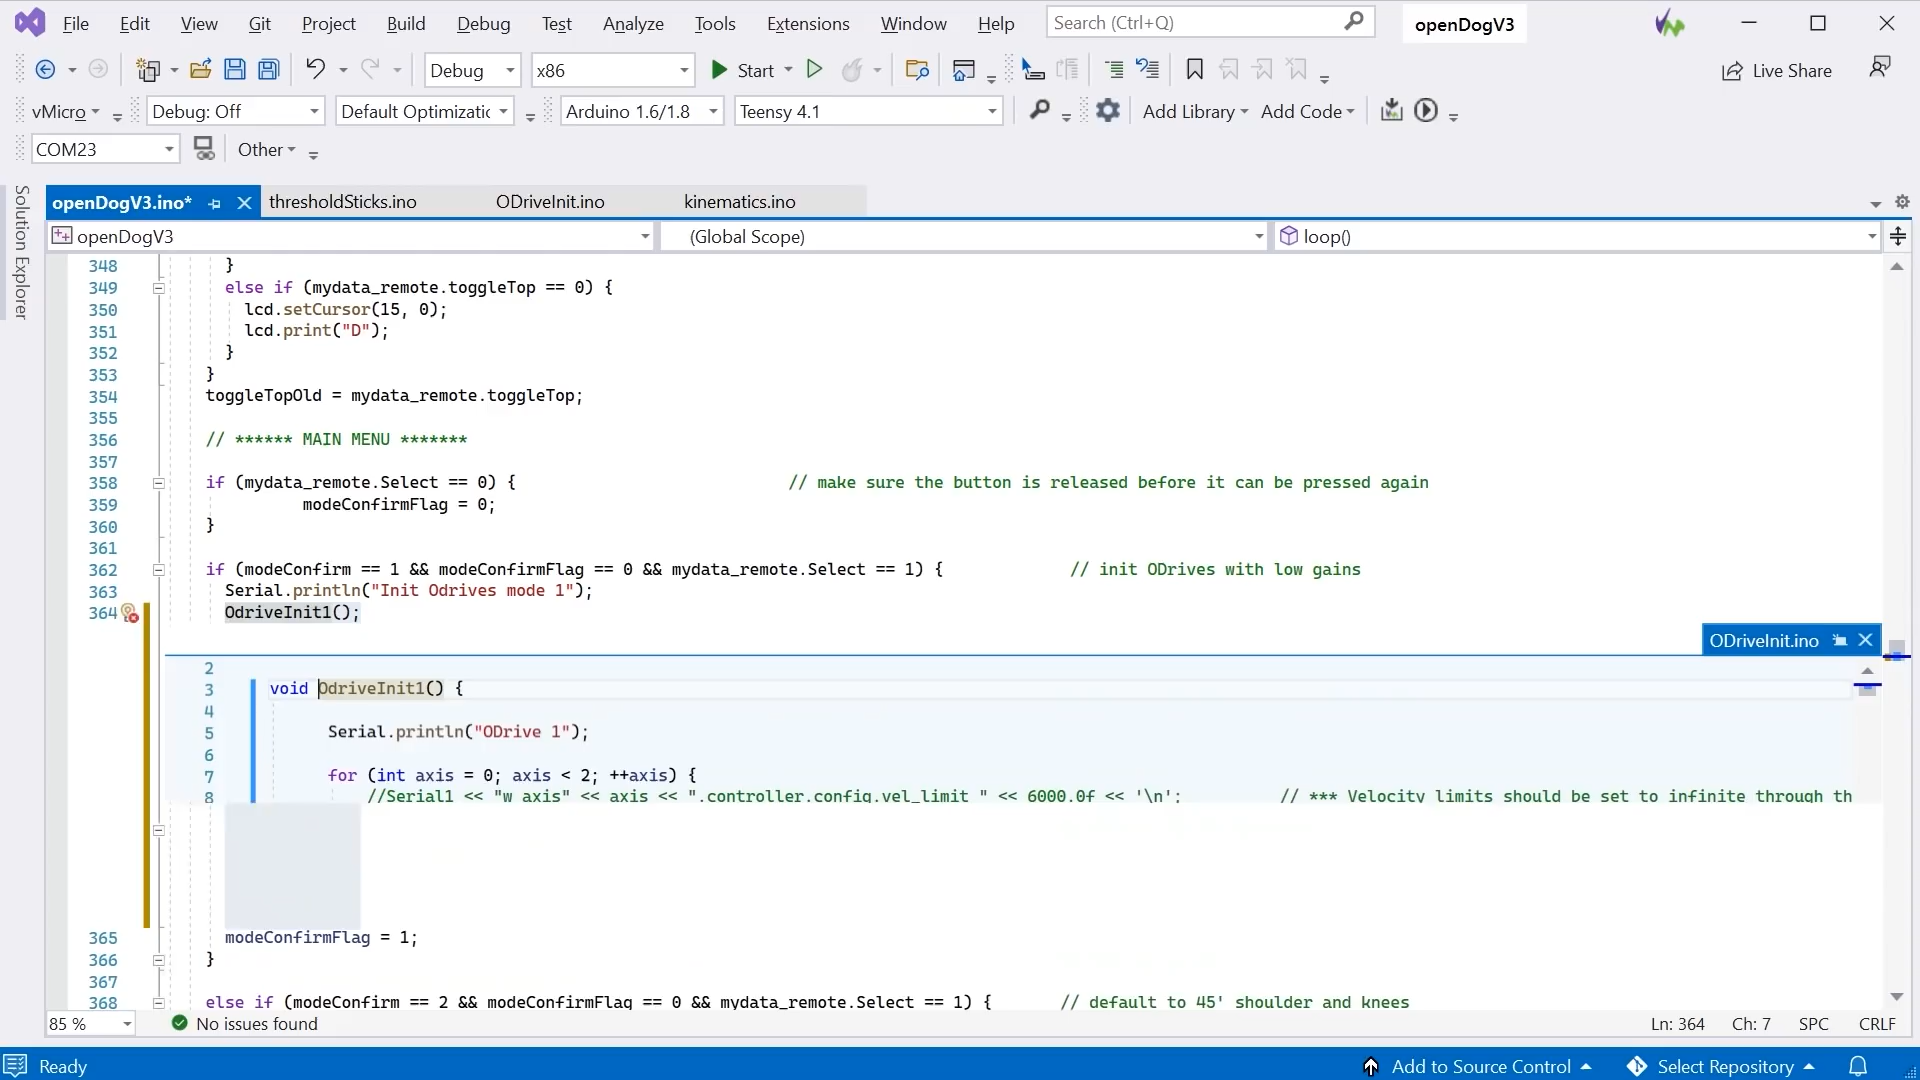 File Edit View Git Project Build Debug Test Analyze Tools Extensions Window Help Search (Ctrl+Q) openDogV3
Debug x86 Start Live Share
vMicro Debug: Off Default Optimizatic Arduino 1.6/1.8 Teensy 4.1 Add Library Add Code
COM23 Other
Solution Explorer
openDogV3.ino* thresholdSticks.ino ODriveInit.ino kinematics.ino
openDogV3 (Global Scope) loop()
348 }
349 else if (mydata_remote.toggleTop == 0) {
350 lcd.setCursor(15, 0);
351 lcd.print("D");
352 }
353 }
354 toggleTopOld = mydata_remote.toggleTop;
355
356 // ****** MAIN MENU *******
357
358 if (mydata_remote.Select == 0) { // make sure the button is released before it can be pressed again
359 modeConfirmFlag = 0;
360 }
361
362 if (modeConfirm == 1 && modeConfirmFlag == 0 && mydata_remote.Select == 1) { // init ODrives with low gains
363 Serial.println("Init Odrives mode 1");
364 OdriveInit1();
ODriveInit.ino
2
3 void OdriveInit1() {
4
5 Serial.println("ODrive 1");
6
7 for (int axis = 0; axis < 2; ++axis) {
8 //Serial1 << "w axis" << axis << ".controller.config.vel_limit " << 6000.0f << '\n'; // *** Velocity limits should be set to infinite through th
365 modeConfirmFlag = 1;
366 }
367
368 else if (modeConfirm == 2 && modeConfirmFlag == 0 && mydata_remote.Select == 1) { // default to 45' shoulder and knees
85 % No issues found Ln: 364 Ch: 7 SPC CRLF
Ready Add to Source Control Select Repository